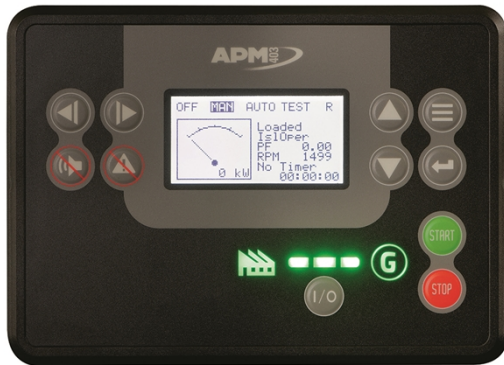 APM403
OFF MAN AUTO TEST R
Loaded
IslOper
PF 0.00
RPM 1499
No Timer
0 kW 00:00:00
START
G
STOP
I/O